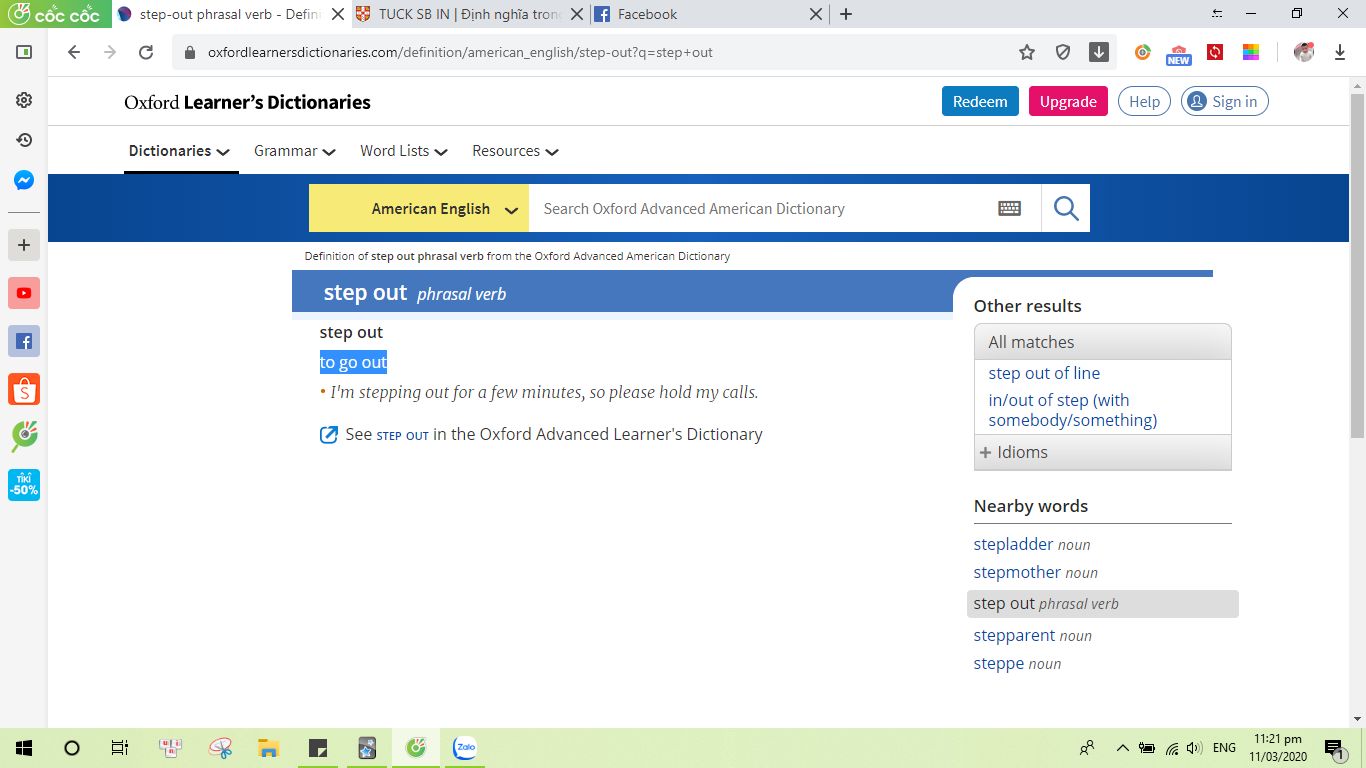 cốc cốc
step-out phrasal verb - Defini
TUCK SB IN | Định nghĩa tron
Facebook
oxfordlearnersdictionaries.com/definition/american_english/step-out?q=step+out
NEW
Oxford Learner's Dictionaries
Redeem
Upgrade
Help
Sign in
Dictionaries
Grammar
Word Lists
Resources
American English
Search Oxford Advanced American Dictionary
Definition of step out phrasal verb from the Oxford Advanced American Dictionary
step out phrasal verb
step out
to go out
• I'm stepping out for a few minutes, so please hold my calls.
See STEP OUT in the Oxford Advanced Learner's Dictionary
Other results
All matches
step out of line
in/out of step (with
somebody/something)
+ Idioms
Nearby words
stepladder noun
stepmother noun
step out phrasal verb
stepparent noun
steppe noun
TIKI
-50%
Zalo
ENG
11:21 pm
11/03/2020
1